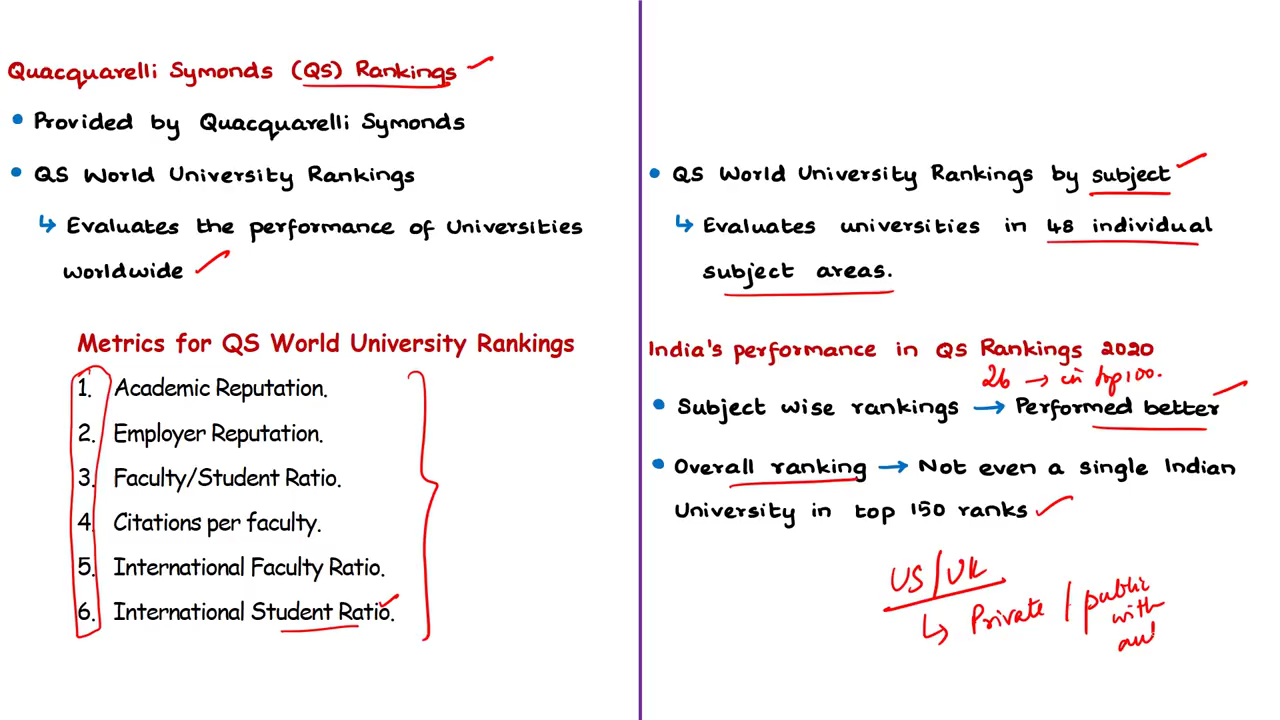 Quacquarelli Symonds (QS) Rankings
• Provided by Quacquarelli Symonds
• QS World University Rankings
↳ Evaluates the performance of Universities
worldwide
Metrics for QS World University Rankings
1. Academic Reputation.
2. Employer Reputation.
3. Faculty/Student Ratio.
4. Citations per faculty.
5. International Faculty Ratio.
6. International Student Ratio.
• QS World University Rankings by subject
↳ Evaluates universities in 48 individual
subject areas.
India's performance in QS Rankings 2020
26 → in top 100.
• Subject wise rankings → Performed better
• Overall ranking → Not even a single Indian
University in top 150 ranks
US/UK
↳ Private / public
with